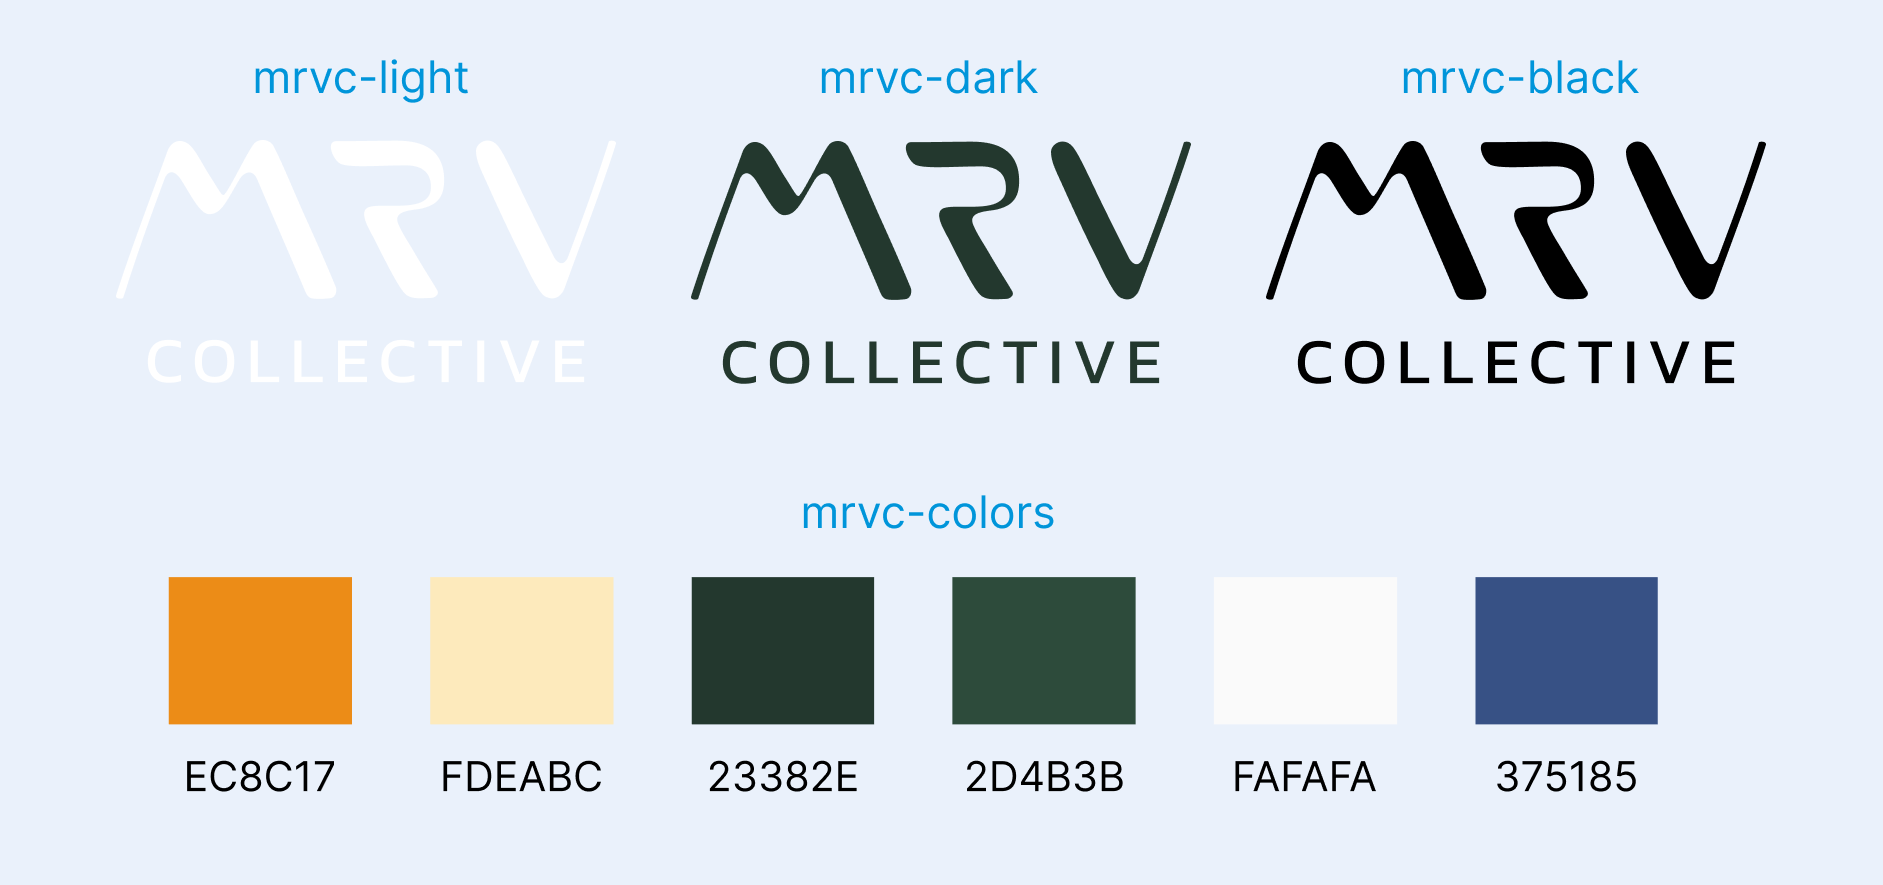 mrvc-light mrvc-dark mrvc-black
MRV MRV MRV
COLLECTIVE COLLECTIVE COLLECTIVE
mrvc-colors
EC8C17 FDEABC 23382E 2D4B3B FAFAFA 375185